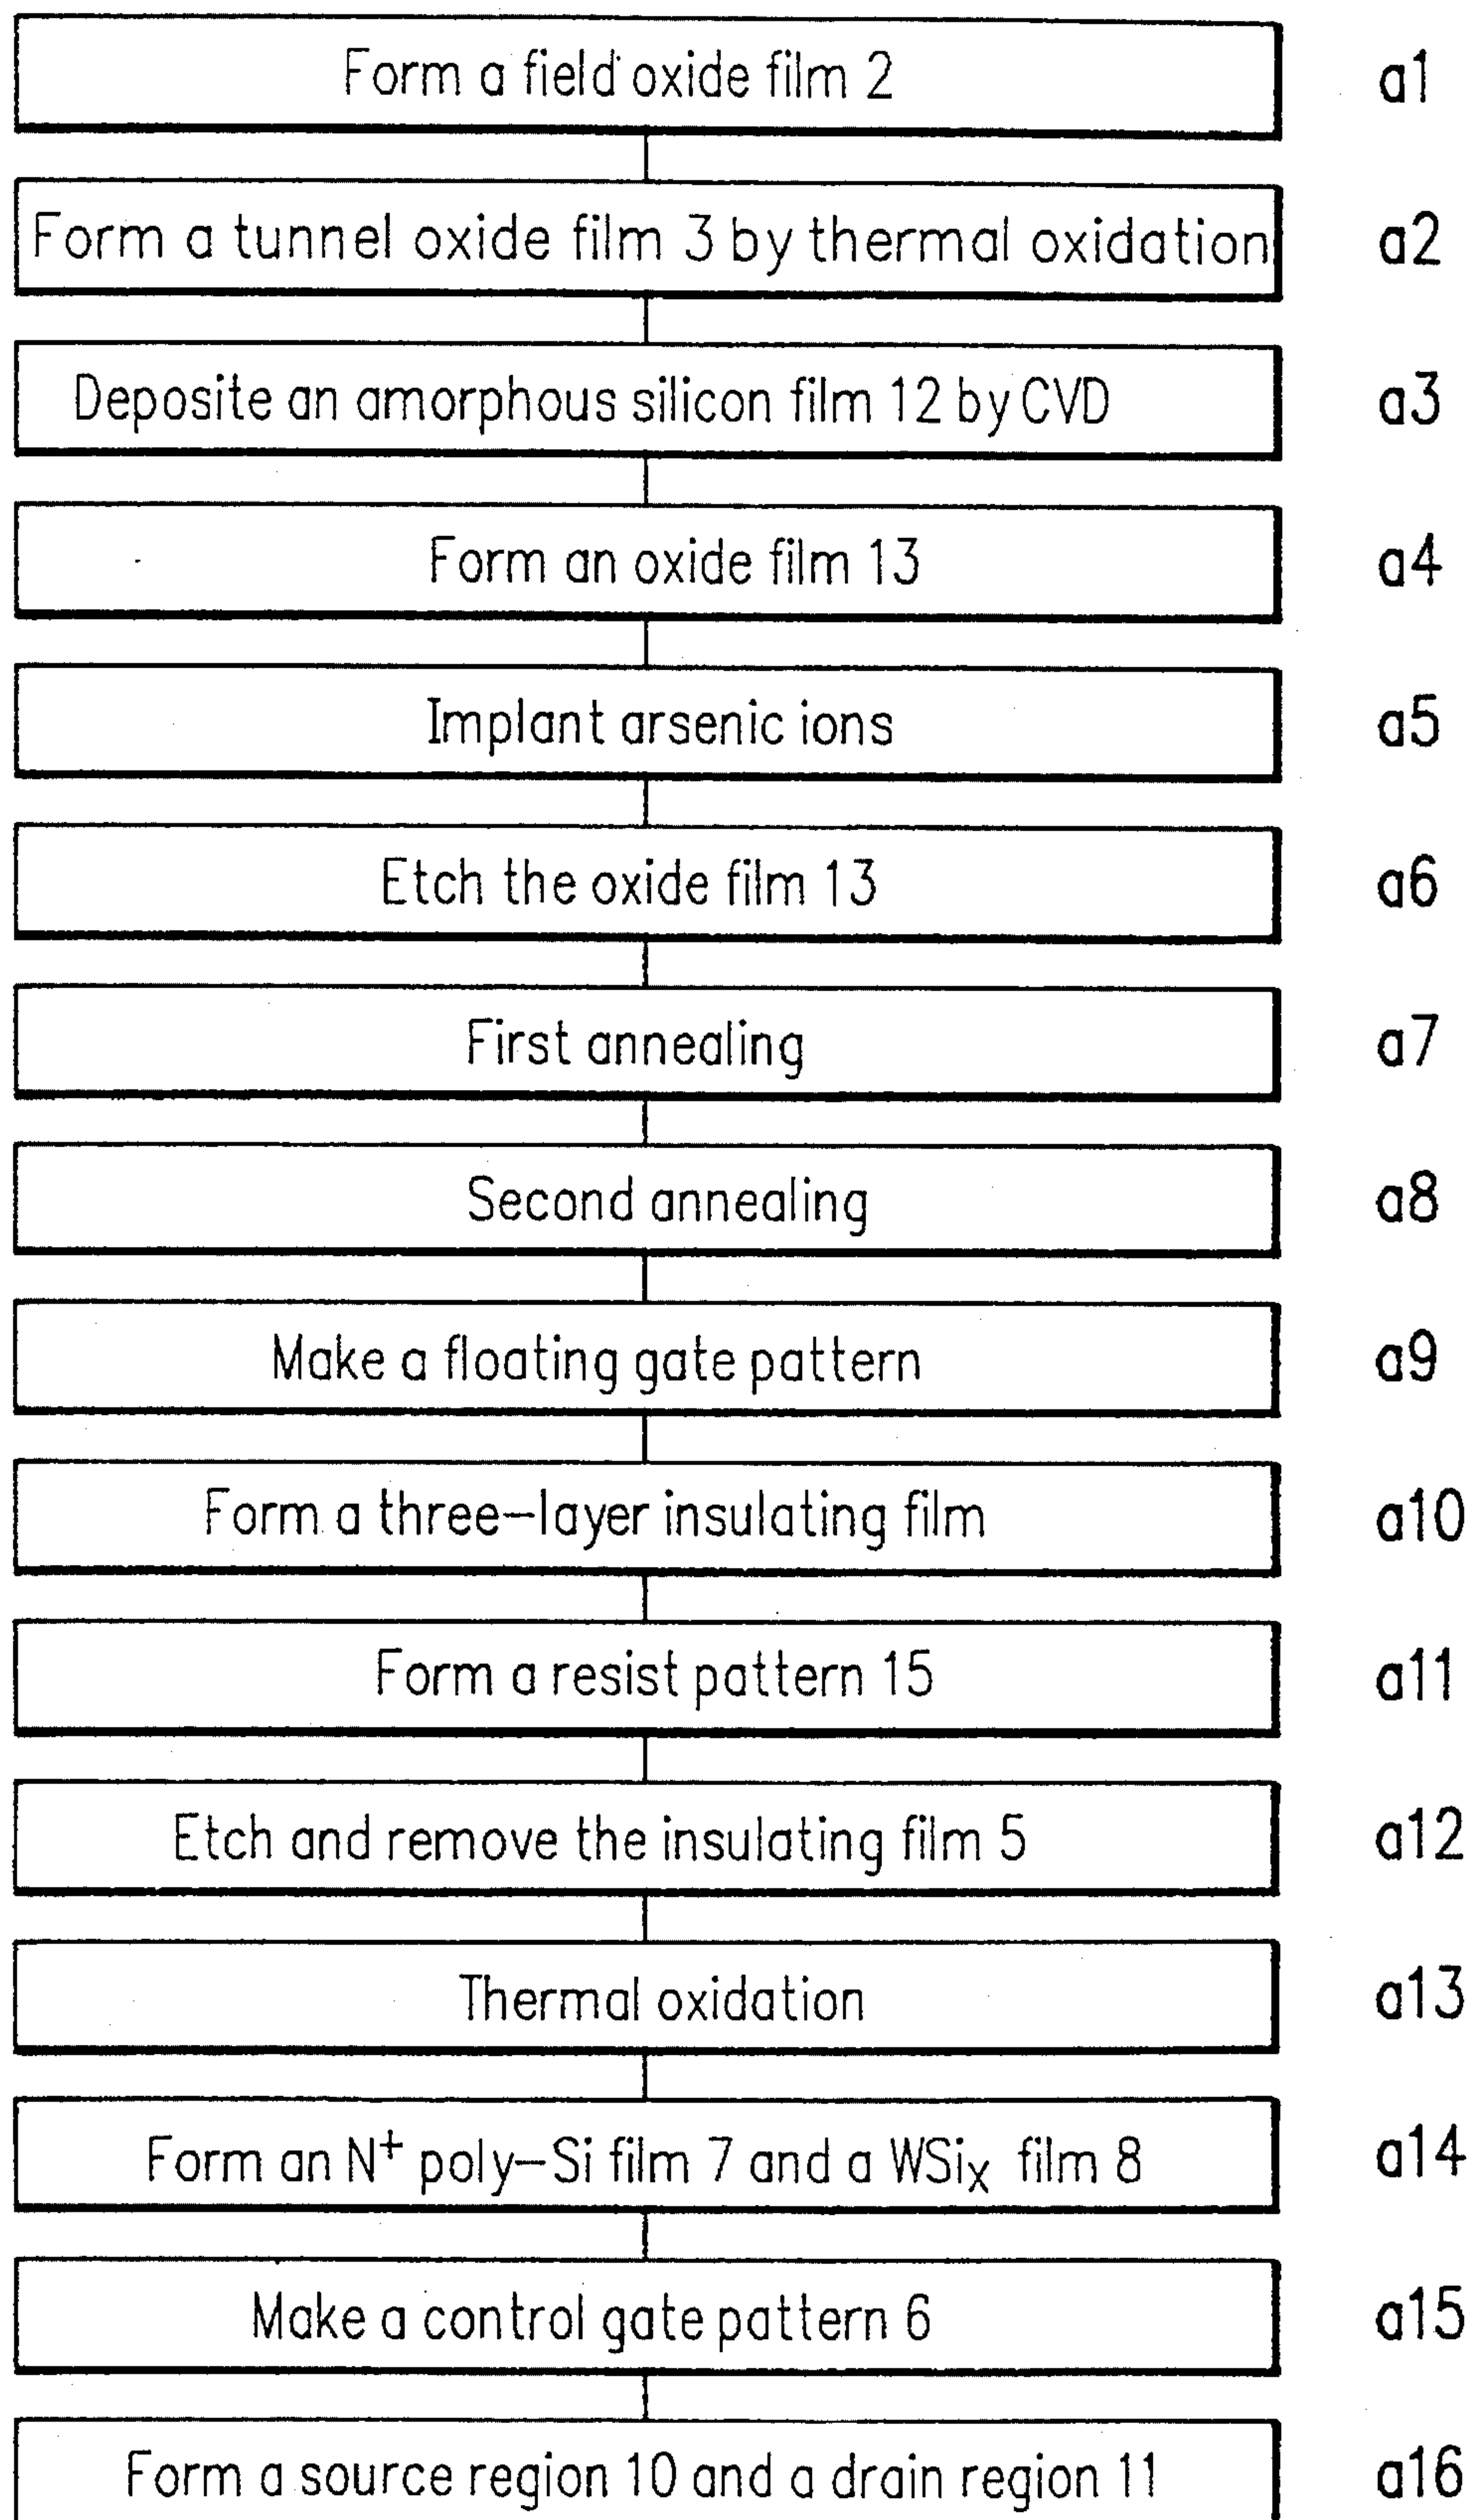 Form a field oxide film 2 a1
Form a tunnel oxide film 3 by thermal oxidation a2
Deposite an amorphous silicon film 12 by CVD a3
Form an oxide film 13 a4
Implant arsenic ions a5
Etch the oxide film 13 a6
First annealing a7
Second annealing a8
Make a floating gate pattern a9
Form a three-layer insulating film a10
Form a resist pattern 15 a11
Etch and remove the insulating film 5 a12
Thermal oxidation a13
Form an N⁺ poly-Si film 7 and a WSiₓ film 8 a14
Make a control gate pattern 6 a15
Form a source region 10 and a drain region 11 a16